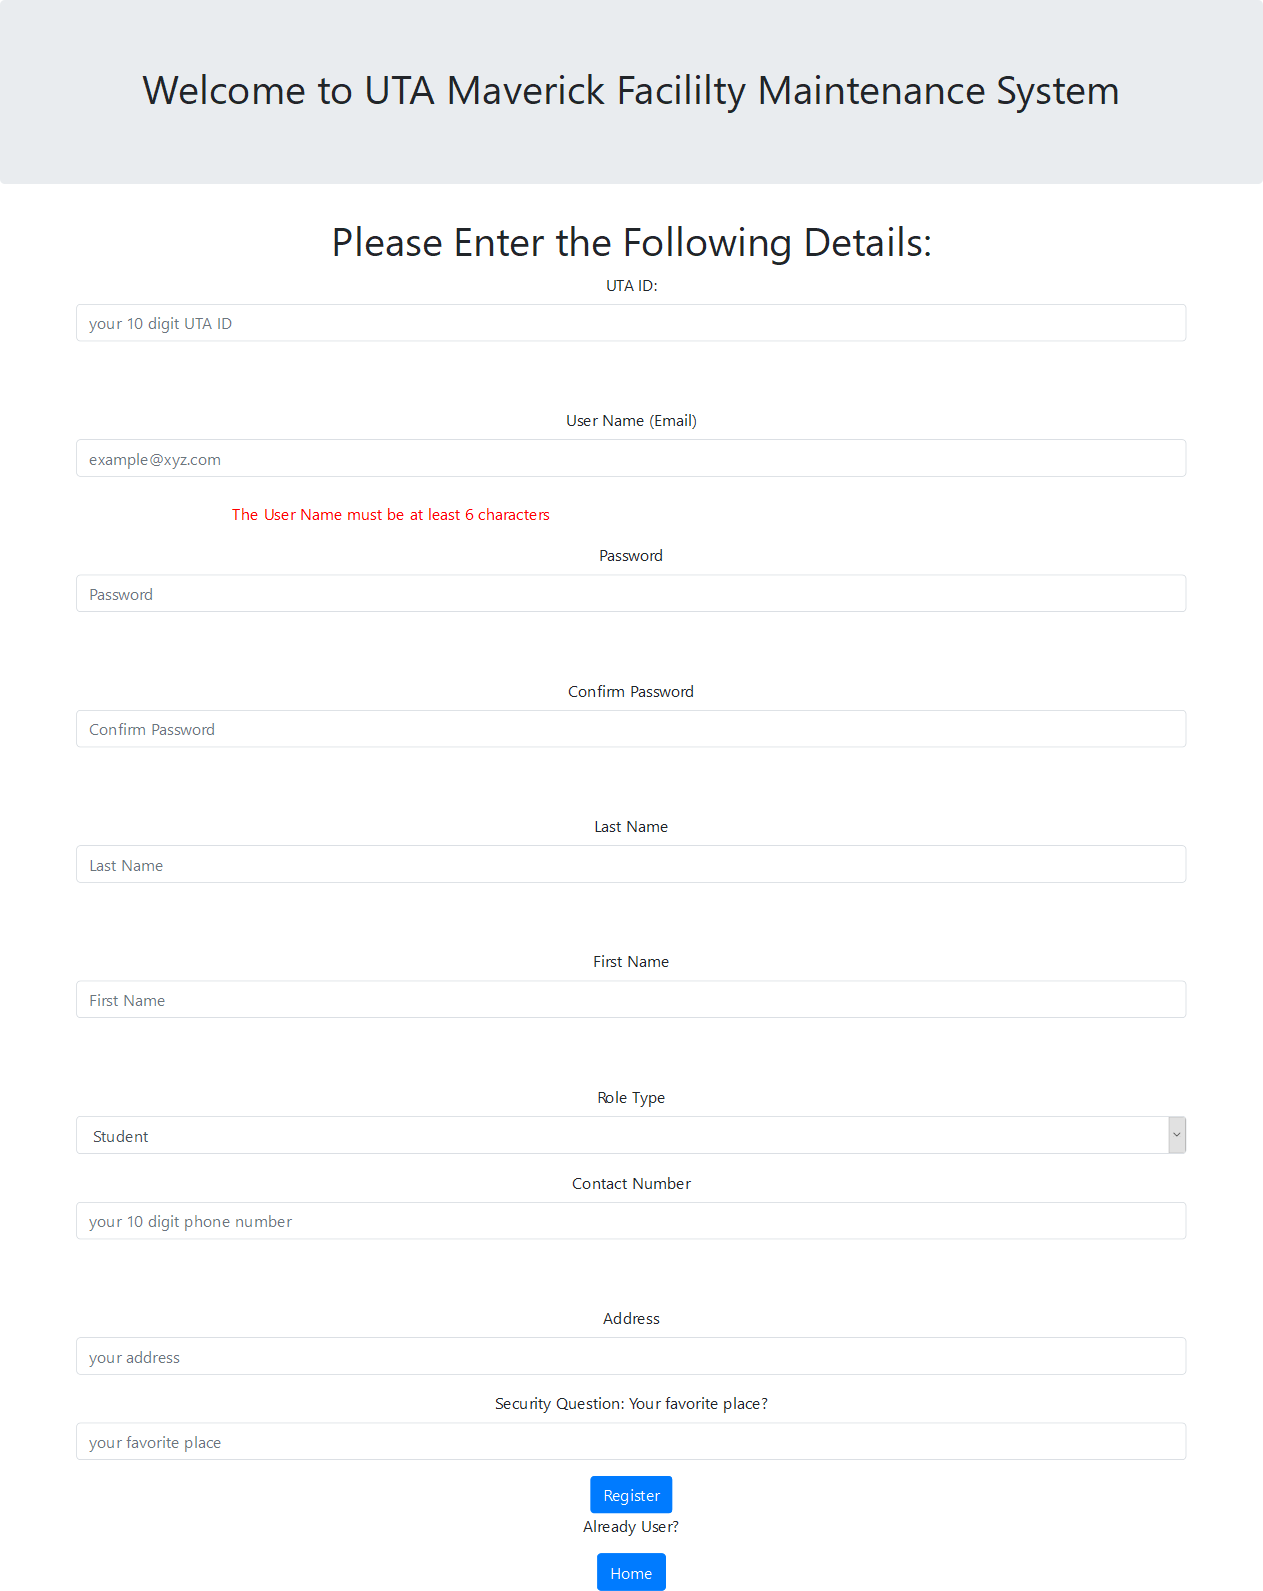 Welcome to UTA Maverick Facililty Maintenance System
Please Enter the Following Details:
UTA ID:
your 10 digit UTA ID
User Name (Email)
example@xyz.com
The User Name must be at least 6 characters
Password
Password
Confirm Password
Confirm Password
Last Name
Last Name
First Name
First Name
Role Type
Student
Contact Number
your 10 digit phone number
Address
your address
Security Question: Your favorite place?
your favorite place
Register
Already User?
Home